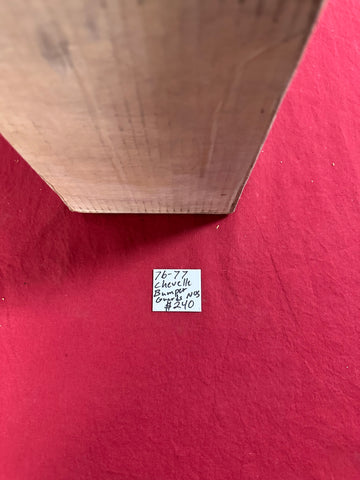 76-77
Chevelle
Bumper
Guards NOS
$240